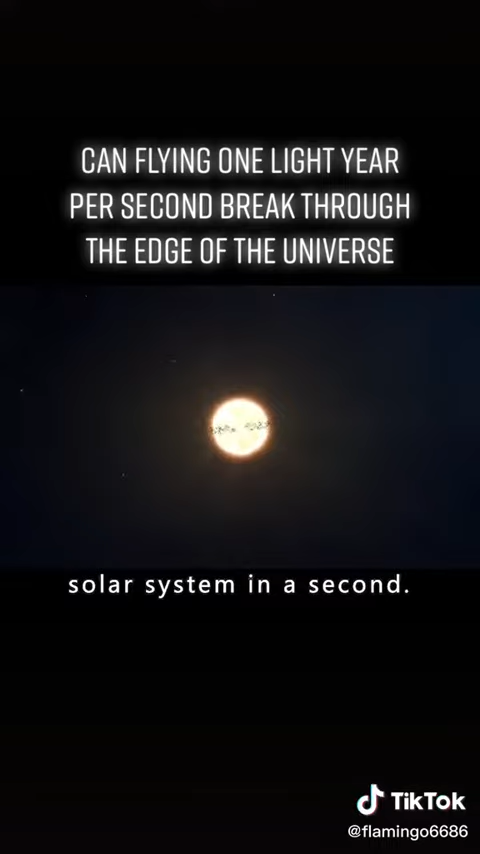 CAN FLYING ONE LIGHT YEAR
PER SECOND BREAK THROUGH
THE EDGE OF THE UNIVERSE
solar system in a second.
TikTok
@flamingo6686